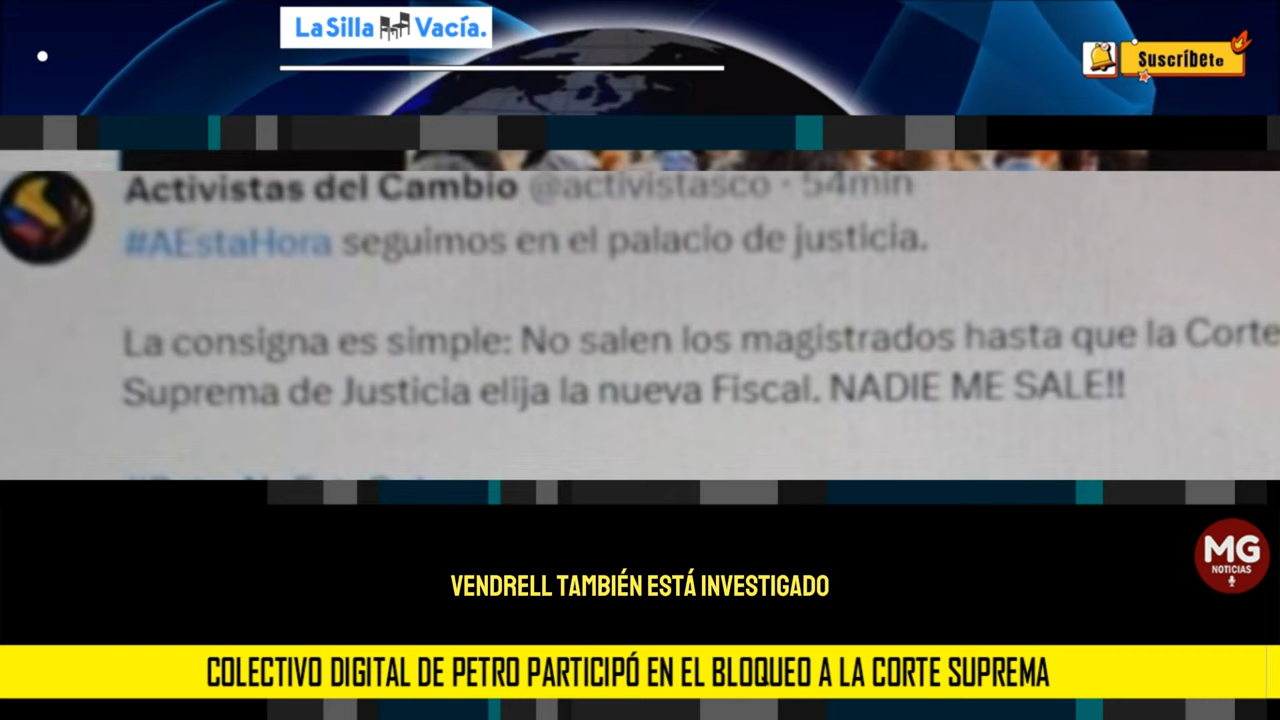 La Silla Vacía.
Suscríbete
Activistas del Cambio @activistasco · 54min
#AEstaHora seguimos en el palacio de justicia.
La consigna es simple: No salen los magistrados hasta que la Corte
Suprema de Justicia elija la nueva Fiscal. NADIE ME SALE!!
MG
NOTICIAS
VENDRELL TAMBIÉN ESTÁ INVESTIGADO
COLECTIVO DIGITAL DE PETRO PARTICIPÓ EN EL BLOQUEO A LA CORTE SUPREMA